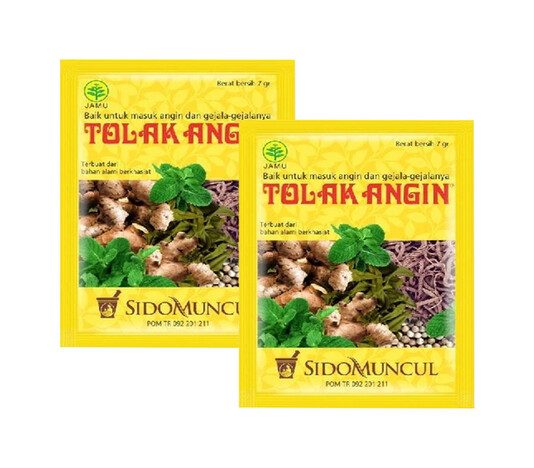 JAMU
Berat bersih 7 gr
Baik untuk masuk angin dan gejala-gejalanya
TOLAK ANG
Terbuat dari
bahan alami berkhasiat
SIDOMUNCUL
POM TR 092 201 211
JAMU
Berat bersih 7 gr
Baik untuk masuk angin dan gejala-gejalanya
TOLAK ANGIN
Terbuat dari
bahan alami berkhasiat
SIDOMUNCUL
POM TR 092 201 211